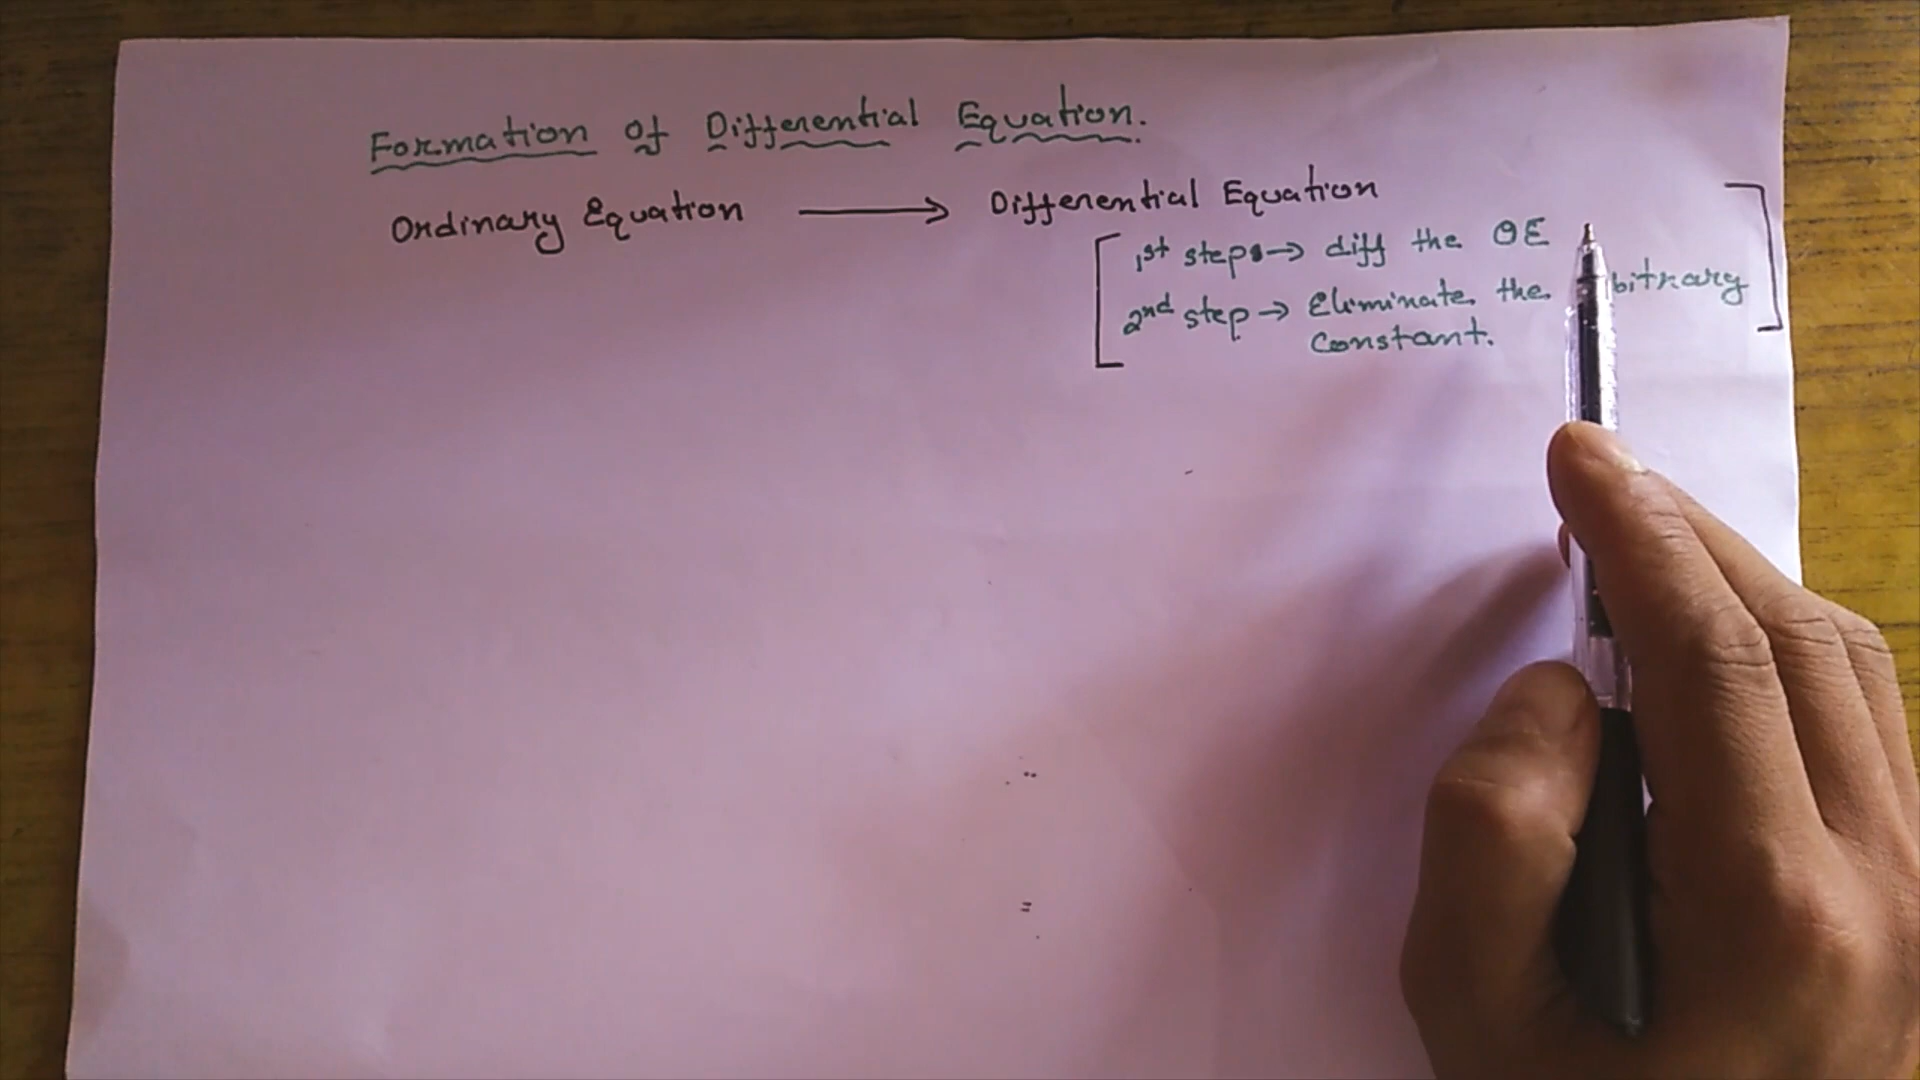 Formation of Differential Equation.
Ordinary Equation → Differential Equation
1st steps → diff the OE
2nd step → Eliminate the bitrary
Constant.